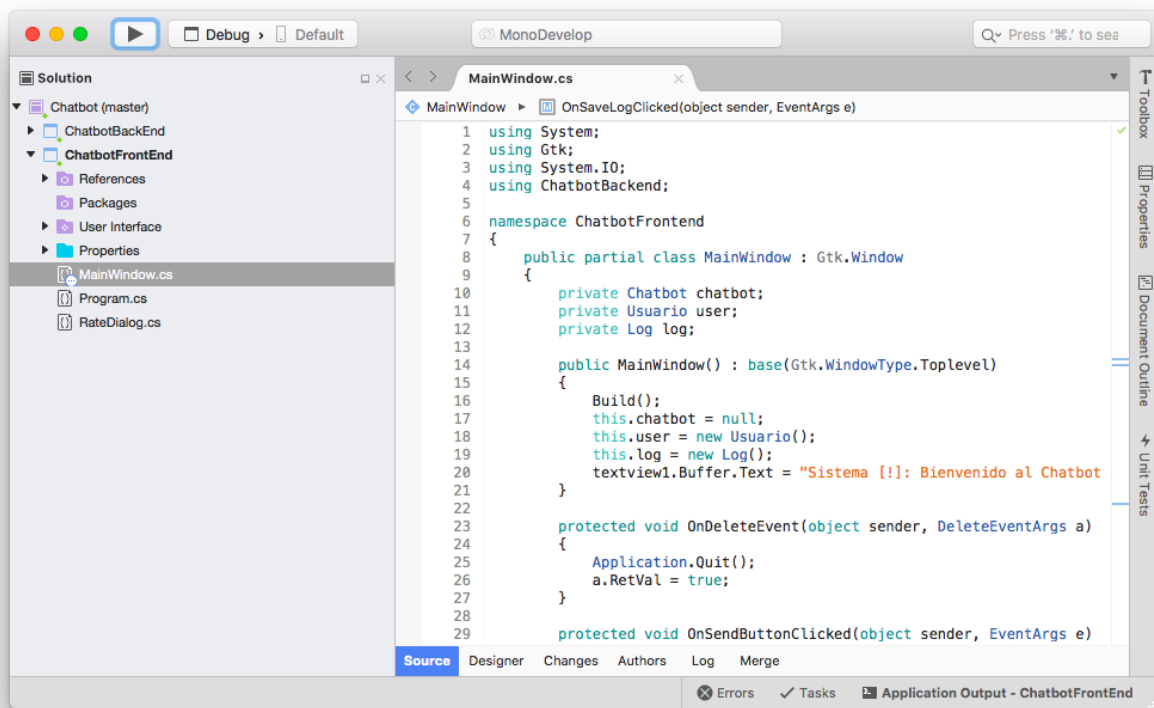 Debug › Default
MonoDevelop
Press '⌘.' to sea
Solution
Chatbot (master)
ChatbotBackEnd
ChatbotFrontEnd
References
Packages
User Interface
Properties
MainWindow.cs
Program.cs
RateDialog.cs
MainWindow.cs
MainWindow ▸ M OnSaveLogClicked(object sender, EventArgs e)
1 using System;
2 using Gtk;
3 using System.IO;
4 using ChatbotBackend;
5
6 namespace ChatbotFrontend
7 {
8     public partial class MainWindow : Gtk.Window
9     {
10         private Chatbot chatbot;
11         private Usuario user;
12         private Log log;
13
14         public MainWindow() : base(Gtk.WindowType.Toplevel)
15         {
16             Build();
17             this.chatbot = null;
18             this.user = new Usuario();
19             this.log = new Log();
20             textview1.Buffer.Text = "Sistema [!]: Bienvenido al Chatbot
21         }
22
23         protected void OnDeleteEvent(object sender, DeleteEventArgs a)
24         {
25             Application.Quit();
26             a.RetVal = true;
27         }
28
29         protected void OnSendButtonClicked(object sender, EventArgs e)
Source Designer Changes Authors Log Merge
Toolbox
Properties
Document Outline
Unit Tests
Errors Tasks Application Output - ChatbotFrontEnd